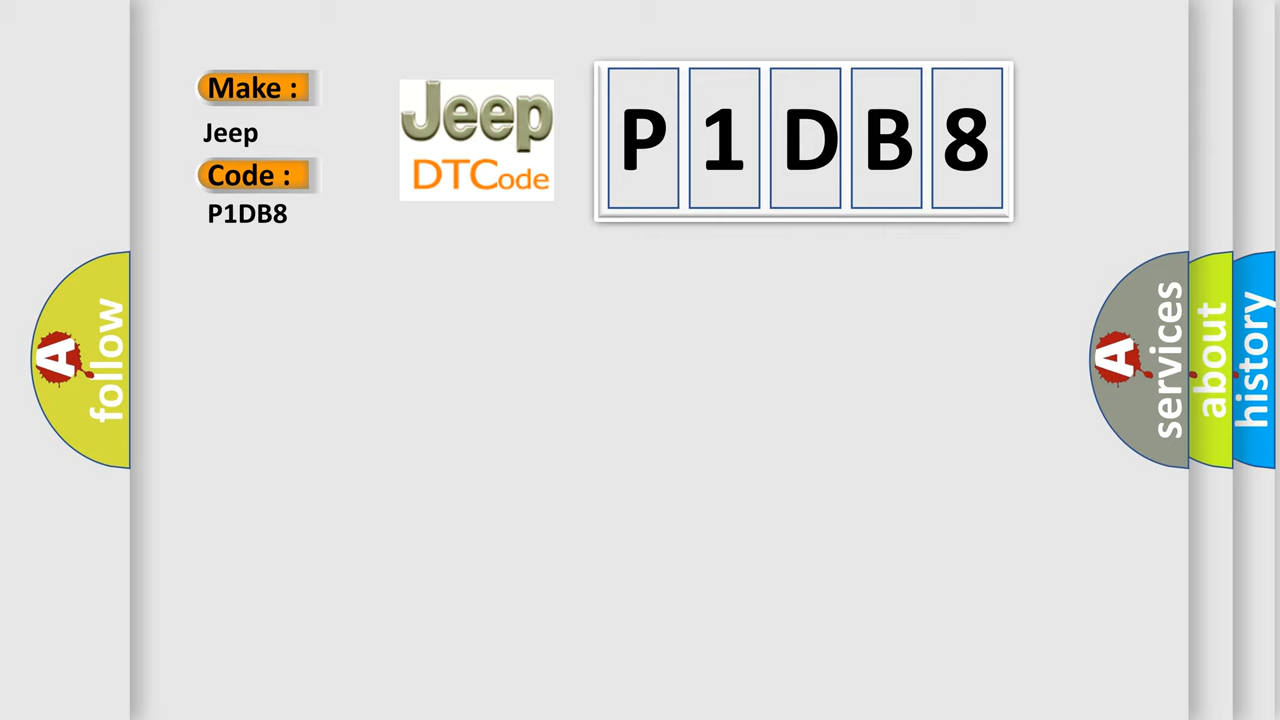 Make :
Jeep
Code :
P1DB8
Jeep
DTCode
P 1 D B 8
A follow
A services
about
history